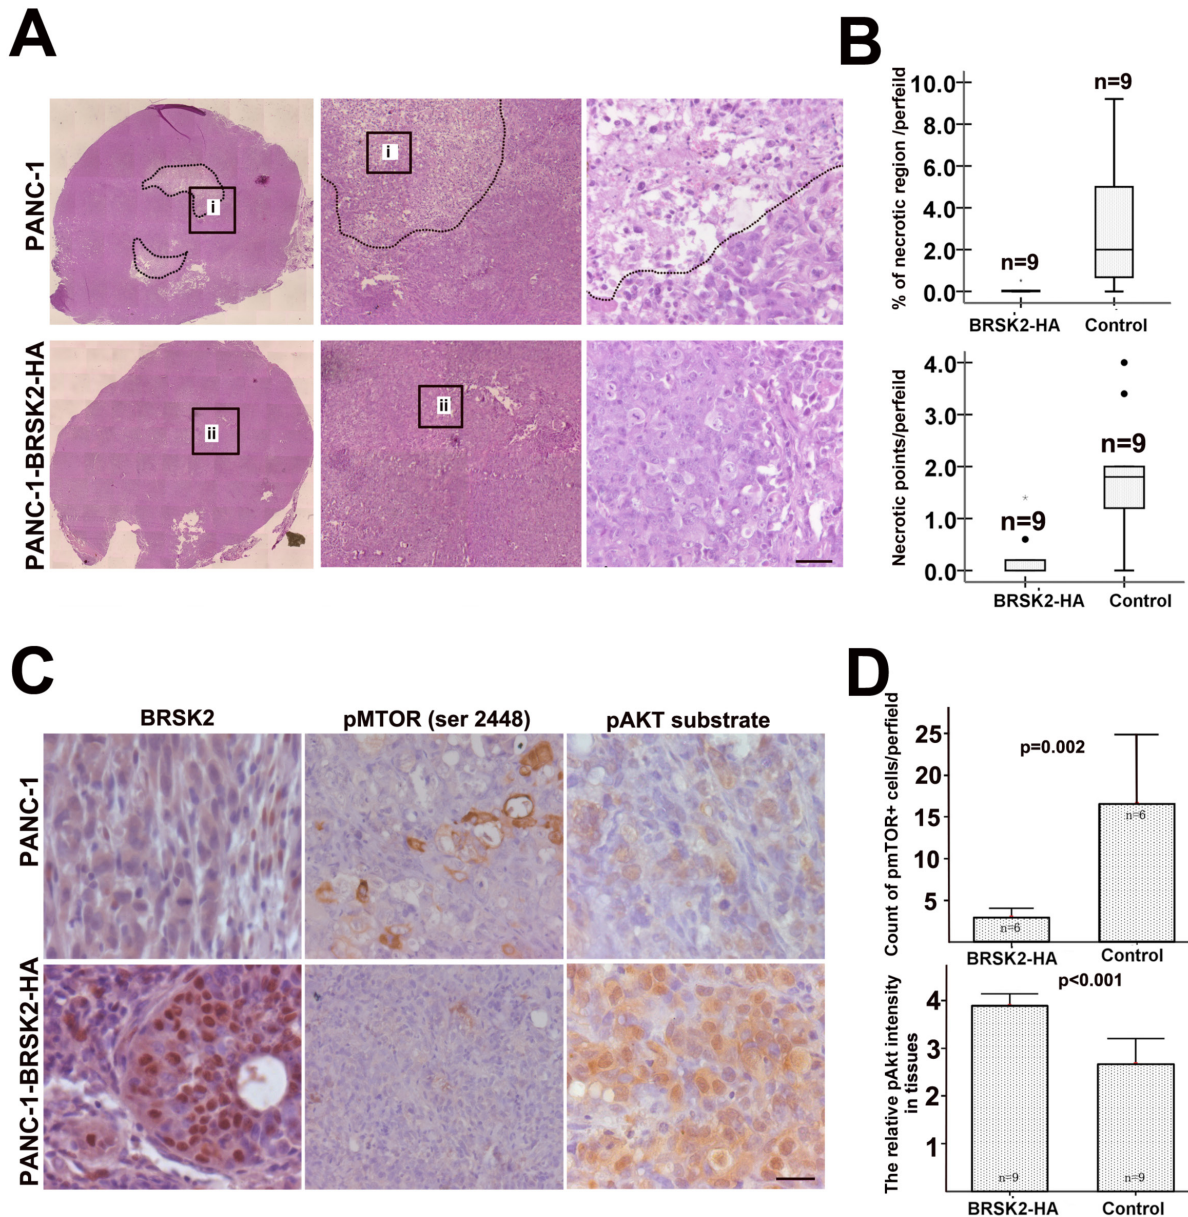 A
PANC-1
i
i
PANC-1-BRSK2-HA
ii
ii
B
% of necrotic region /perfeild
10.0
8.0
6.0
4.0
2.0
0.0
n=9
n=9
BRSK2-HA Control
Necrotic points/perfeild
4.0
3.0
2.0
1.0
0.0
n=9
n=9
*
BRSK2-HA Control
C
BRSK2 pMTOR (ser 2448) pAKT substrate
PANC-1
PANC-1-BRSK2-HA
D
Count of pmTOR+ cells/perfield
25
20
15
10
5
p=0.002
n=6
n=6
BRSK2-HA Control
The relative pAkt intensity
in tissues
4
3
2
1
p<0.001
n=9 n=9
BRSK2-HA Control